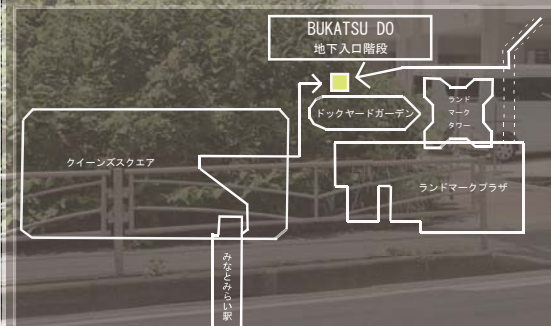 BUKATSU DO
地下入口階段
ドックヤードガーデン
ランド
マーク
タワー
クイーンズスクエア
ランドマークプラザ
みなとみらい駅